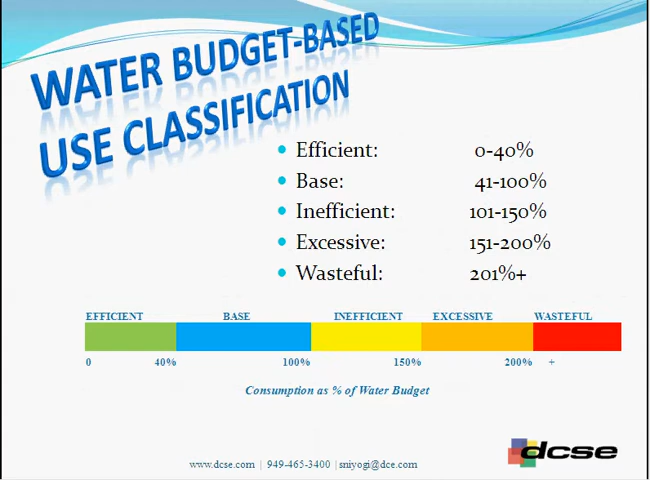 WATER BUDGET-BASED
USE CLASSIFICATION
• Efficient: 0-40%
• Base: 41-100%
• Inefficient: 101-150%
• Excessive: 151-200%
• Wasteful: 201%+
EFFICIENT BASE INEFFICIENT EXCESSIVE WASTEFUL
0 40% 100% 150% 200% +
Consumption as % of Water Budget
www.dcse.com | 949-465-3400 |sniyogi@dce.com
dcse